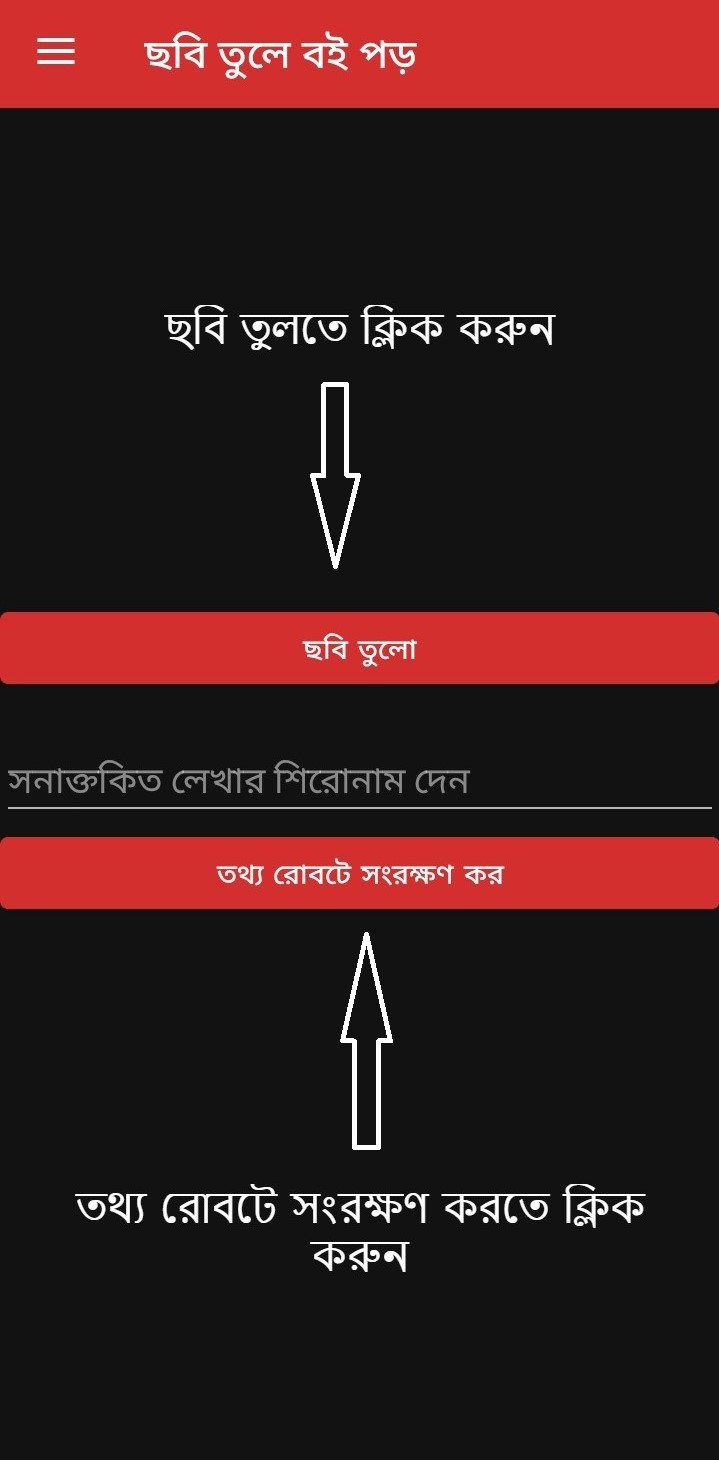 ছবি তুলে বই পড়
ছবি তুলতে ক্লিক করুন
ছবি তুলো
সনাক্তকিত লেখার শিরোনাম দেন
তথ্য রোবটে সংরক্ষণ কর
তথ্য রোবটে সংরক্ষণ করতে ক্লিক
করুন